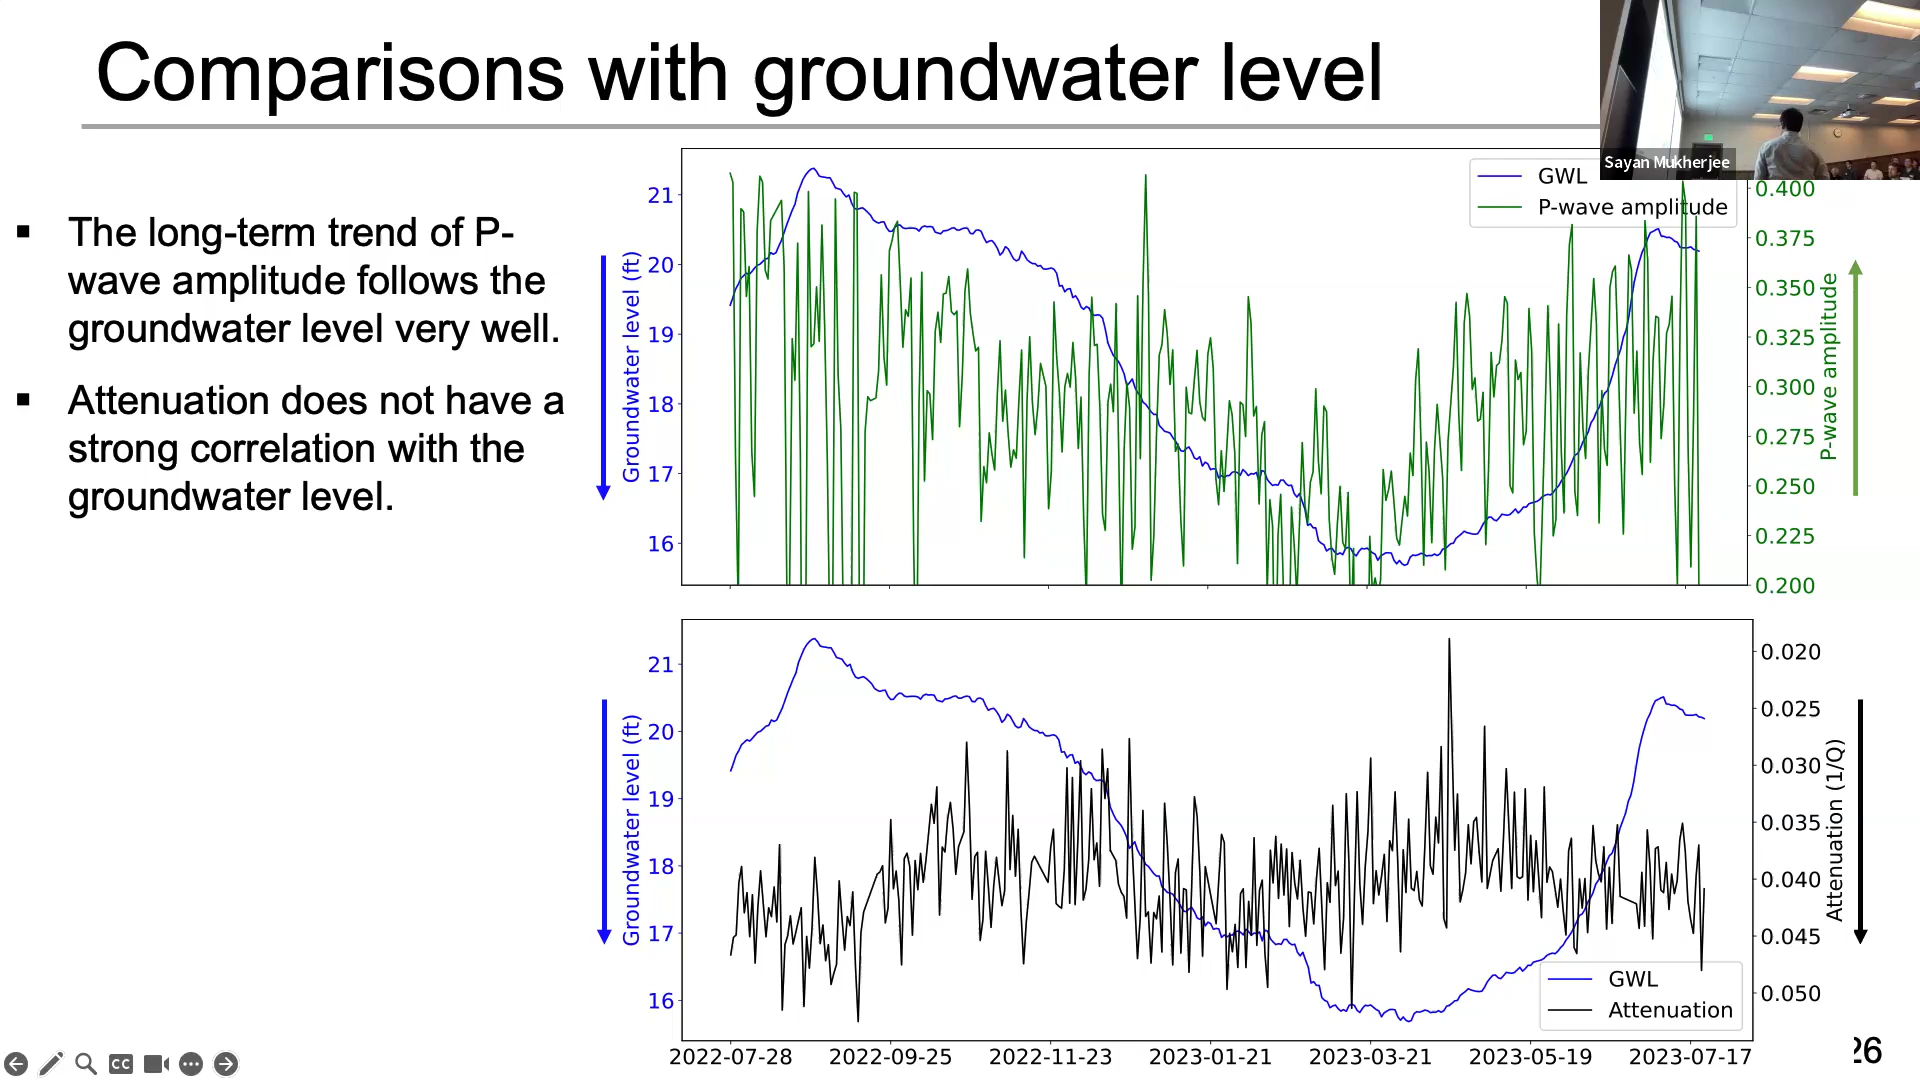 Comparisons with groundwater level
Sayan Mukherjee
▪ The long-term trend of P-
wave amplitude follows the
groundwater level very well.
▪ Attenuation does not have a
strong correlation with the
groundwater level.
Groundwater level (ft)
21
20
19
18
17
16
GWL
P-wave amplitude
0.400
0.375
0.350
0.325
0.300
0.275
0.250
0.225
0.200
P-wave amplitude
Groundwater level (ft)
21
20
19
18
17
16
0.020
0.025
0.030
0.035
0.040
0.045
0.050
Attenuation (1/Q)
GWL
Attenuation
2022-07-28 2022-09-25 2022-11-23 2023-01-21 2023-03-21 2023-05-19 2023-07-17
CC
26